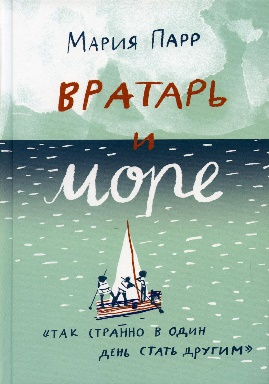 Мария Парр
ВРАТАРЬ
и
море
«ТАК СТРАННО В ОДИН
ДЕНЬ СТАТЬ ДРУГИМ»